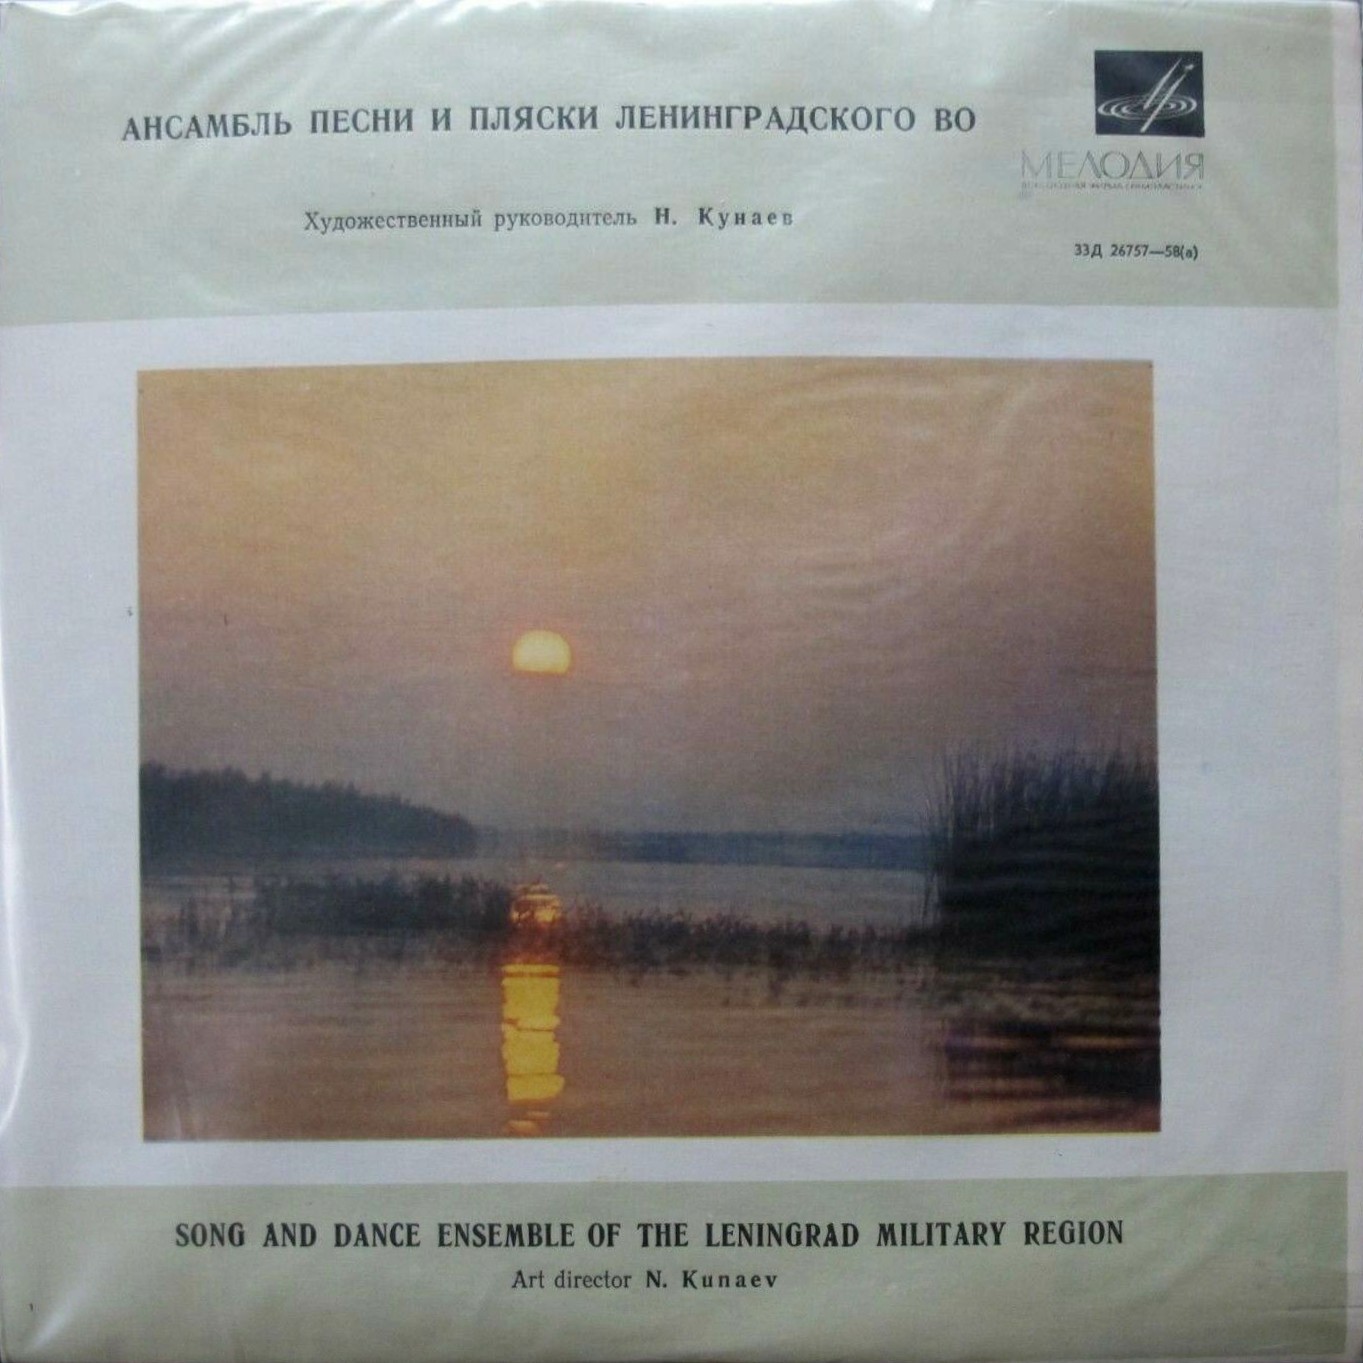 АНСАМБЛЬ ПЕСНИ И ПЛЯСКИ ЛЕНИНГРАДСКОГО ВО
МЕЛОДИЯ
Художественный руководитель Н. Кунаев
33Д 26757—58(а)
SONG AND DANCE ENSEMBLE OF THE LENINGRAD MILITARY REGION
Art director N. Kunaev